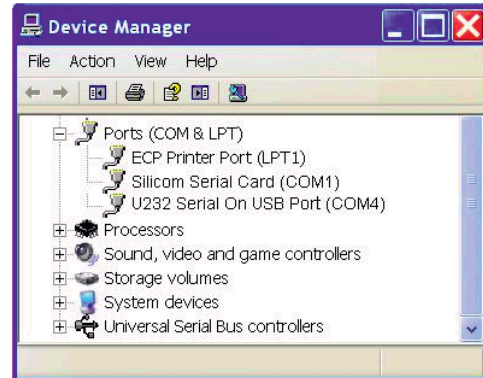 Device Manager
File Action View Help
Ports (COM & LPT)
ECP Printer Port (LPT1)
Silicom Serial Card (COM1)
U232 Serial On USB Port (COM4)
Processors
Sound, video and game controllers
Storage volumes
System devices
Universal Serial Bus controllers